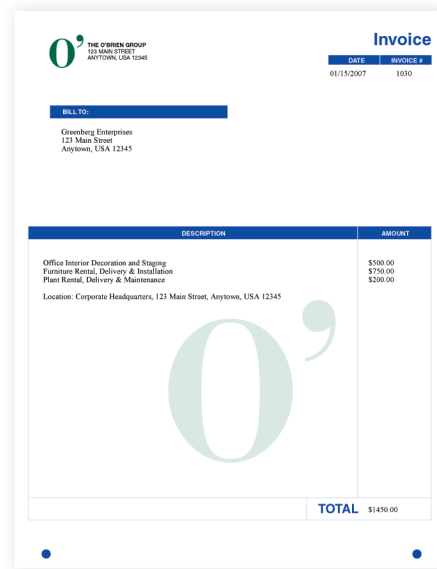 O'
THE O'BRIEN GROUP
123 MAIN STREET
ANYTOWN, USA 12345
Invoice
DATE INVOICE #
01/15/2007 1030
BILL TO:
Greenberg Enterprises
123 Main Street
Anytown, USA 12345
DESCRIPTION AMOUNT
Office Interior Decoration and Staging $500.00
Furniture Rental, Delivery & Installation $750.00
Plant Rental, Delivery & Maintenance $200.00
Location: Corporate Headquarters, 123 Main Street, Anytown, USA 12345
O'
TOTAL $1450.00